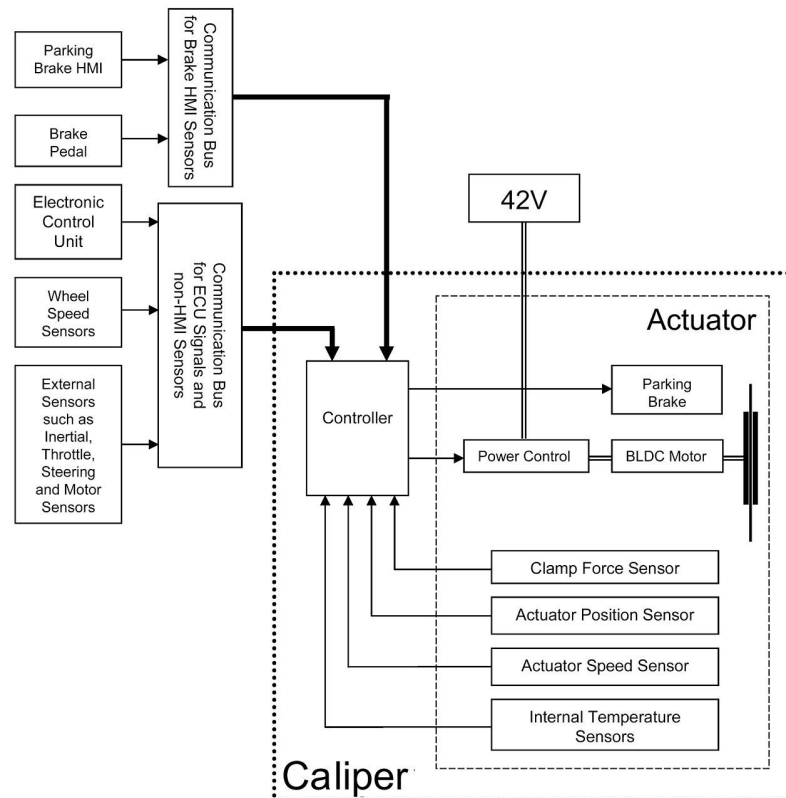 Parking
Brake HMI
Brake
Pedal
Communication Bus
for Brake HMI Sensors
Electronic
Control
Unit
Wheel
Speed
Sensors
External
Sensors
such as
Inertial,
Throttle,
Steering
and Motor
Sensors
Communication Bus
for ECU Signals and
non-HMI Sensors
42V
Actuator
Controller
Parking
Brake
Power Control
BLDC Motor
Clamp Force Sensor
Actuator Position Sensor
Actuator Speed Sensor
Internal Temperature
Sensors
Caliper